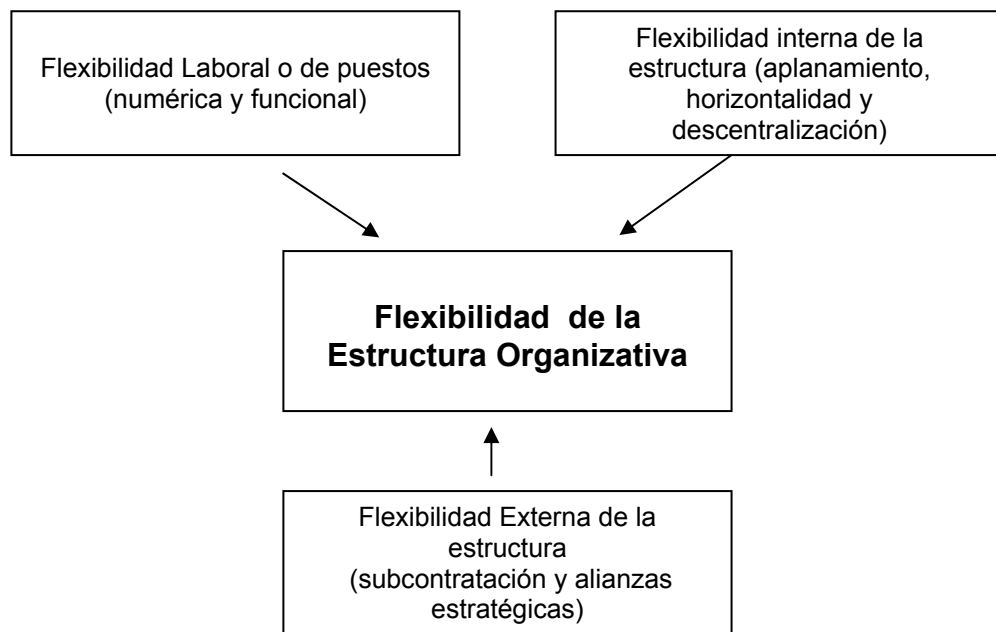 Flexibilidad Laboral o de puestos
(numérica y funcional)
Flexibilidad interna de la
estructura (aplanamiento,
horizontalidad y
descentralización)
Flexibilidad de la
Estructura Organizativa
Flexibilidad Externa de la
estructura
(subcontratación y alianzas
estratégicas)